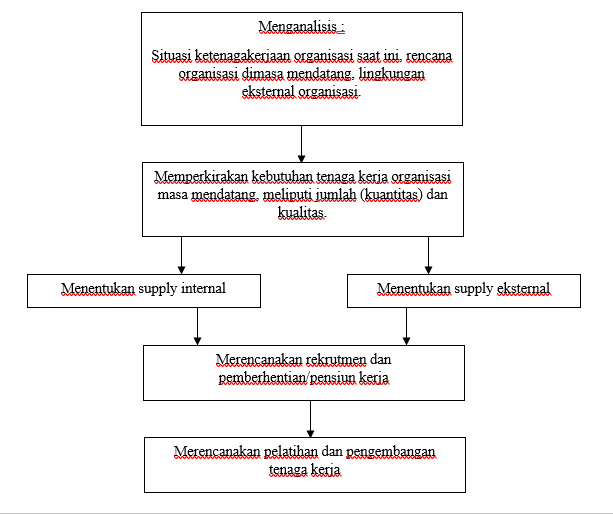 Menganalisis :
Situasi ketenagakerjaan organisasi saat ini, rencana
organisasi dimasa mendatang, lingkungan
eksternal organisasi.
Memperkirakan kebutuhan tenaga kerja organisasi
masa mendatang, meliputi jumlah (kuantitas) dan
kualitas.
Menentukan supply internal
Menentukan supply eksternal
Merencanakan rekrutmen dan
pemberhentian/pensiun kerja
Merencanakan pelatihan dan pengembangan
tenaga kerja